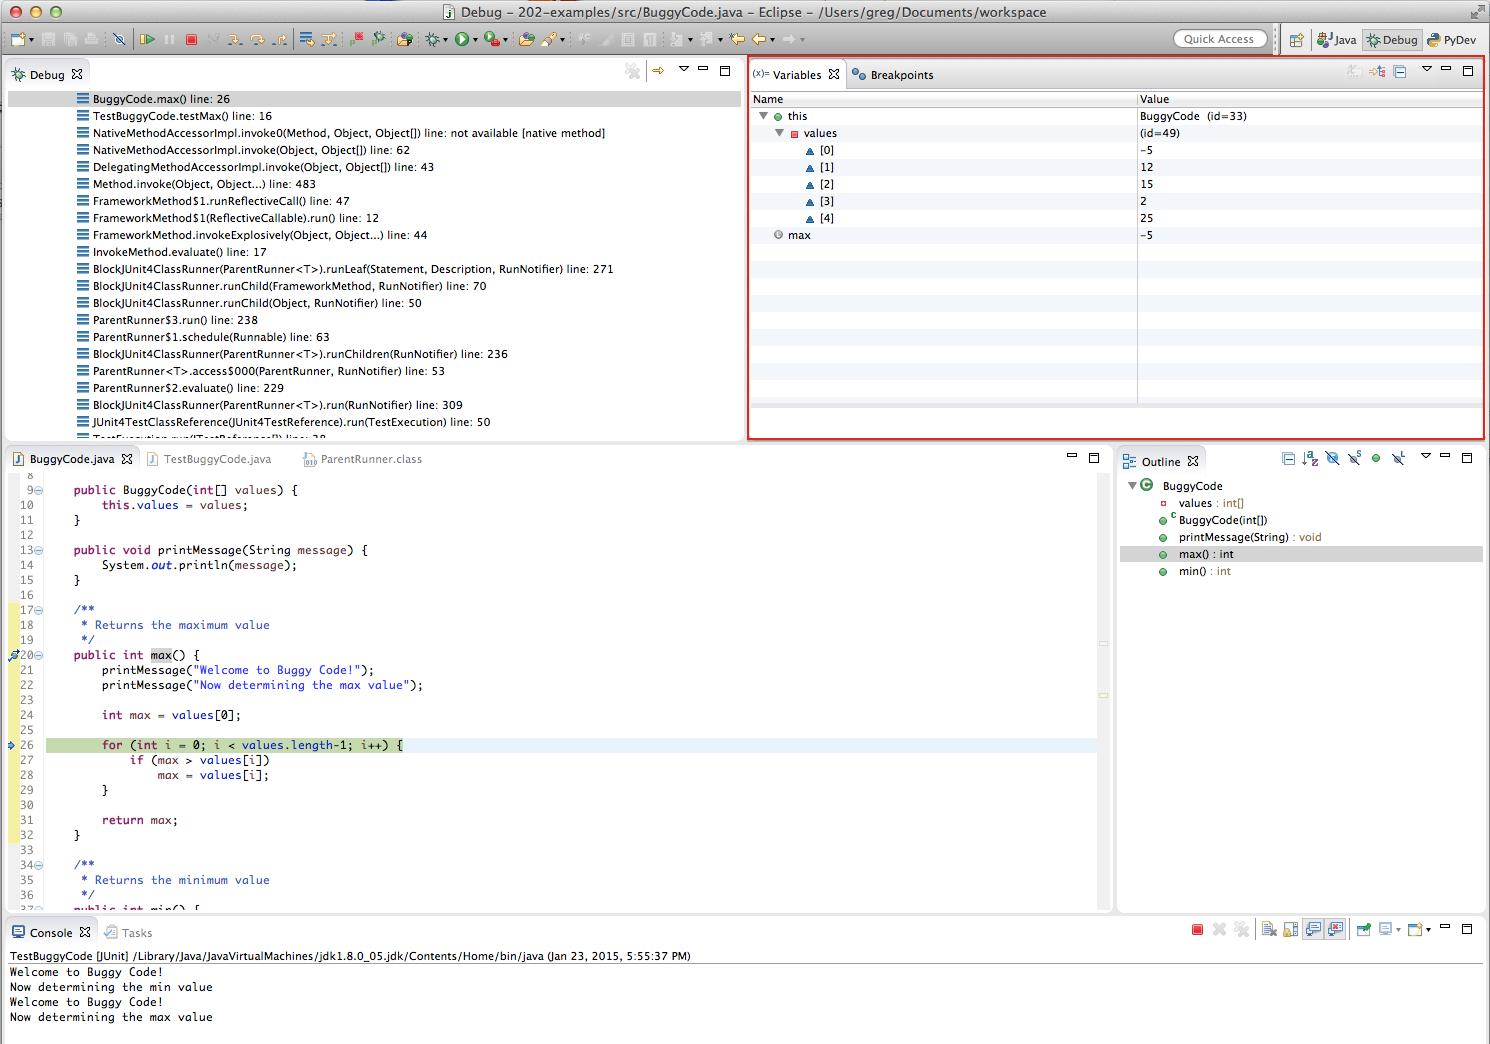 Debug – 202-examples/src/BuggyCode.java – Eclipse – /Users/greg/Documents/workspace
Quick Access
Java
Debug
PyDev
Debug
BuggyCode.max() line: 26
TestBuggyCode.testMax() line: 16
NativeMethodAccessorImpl.invoke0(Method, Object, Object[]) line: not available [native method]
NativeMethodAccessorImpl.invoke(Object, Object[]) line: 62
DelegatingMethodAccessorImpl.invoke(Object, Object[]) line: 43
Method.invoke(Object, Object...) line: 483
FrameworkMethod$1.runReflectiveCall() line: 47
FrameworkMethod$1(ReflectiveCallable).run() line: 12
FrameworkMethod.invokeExplosively(Object, Object...) line: 44
InvokeMethod.evaluate() line: 17
BlockJUnit4ClassRunner(ParentRunner<T>).runLeaf(Statement, Description, RunNotifier) line: 271
BlockJUnit4ClassRunner.runChild(FrameworkMethod, RunNotifier) line: 70
BlockJUnit4ClassRunner.runChild(Object, RunNotifier) line: 50
ParentRunner$3.run() line: 238
ParentRunner$1.schedule(Runnable) line: 63
BlockJUnit4ClassRunner(ParentRunner<T>).runChildren(RunNotifier) line: 236
ParentRunner<T>.access$000(ParentRunner, RunNotifier) line: 53
ParentRunner$2.evaluate() line: 229
BlockJUnit4ClassRunner(ParentRunner<T>).run(RunNotifier) line: 309
JUnit4TestClassReference(JUnit4TestReference).run(TestExecution) line: 50
TestExecution.run(ITestReference[]) line: 38
(x)= Variables
Breakpoints
Name Value
this BuggyCode (id=33)
values (id=49)
[0] -5
[1] 12
[2] 15
[3] 2
[4] 25
max -5
BuggyCode.java
TestBuggyCode.java
ParentRunner.class
8
9 public BuggyCode(int[] values) {
10 this.values = values;
11 }
12
13 public void printMessage(String message) {
14 System.out.println(message);
15 }
16
17 /**
18 * Returns the maximum value
19 */
20 public int max() {
21 printMessage("Welcome to Buggy Code!");
22 printMessage("Now determining the max value");
23
24 int max = values[0];
25
26 for (int i = 0; i < values.length-1; i++) {
27 if (max > values[i])
28 max = values[i];
29 }
30
31 return max;
32 }
33
34 /**
35 * Returns the minimum value
36 */
37 public int min() {
Outline
BuggyCode
values : int[]
BuggyCode(int[])
printMessage(String) : void
max() : int
min() : int
Console
Tasks
TestBuggyCode [JUnit] /Library/Java/JavaVirtualMachines/jdk1.8.0_05.jdk/Contents/Home/bin/java (Jan 23, 2015, 5:55:37 PM)
Welcome to Buggy Code!
Now determining the min value
Welcome to Buggy Code!
Now determining the max value